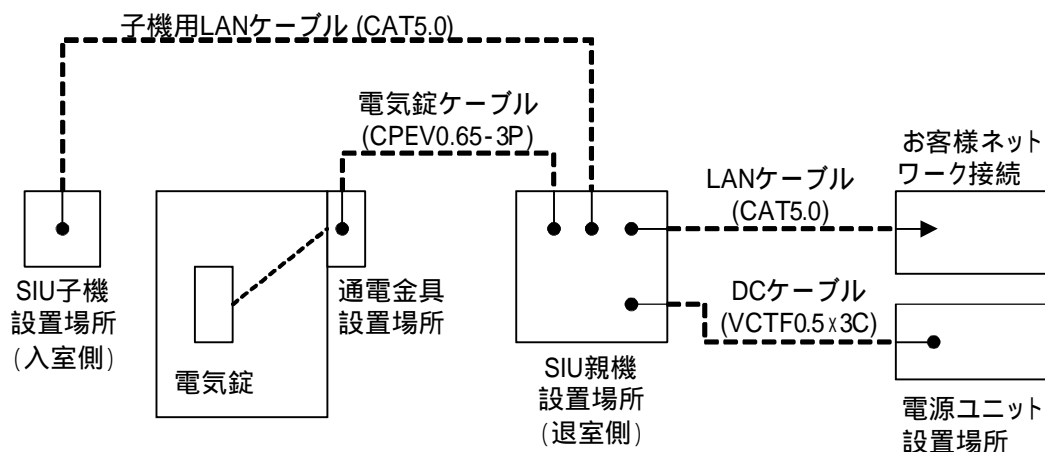 子機用LANケーブル (CAT5.0)
電気錠ケーブル
(CPEV0.65-3P)
LANケーブル
(CAT5.0)
お客様ネット
ワーク接続
SIU子機
設置場所
(入室側)
電気錠
通電金具
設置場所
SIU親機
設置場所
(退室側)
DCケーブル
(VCTF0.5x3C)
電源ユニット
設置場所